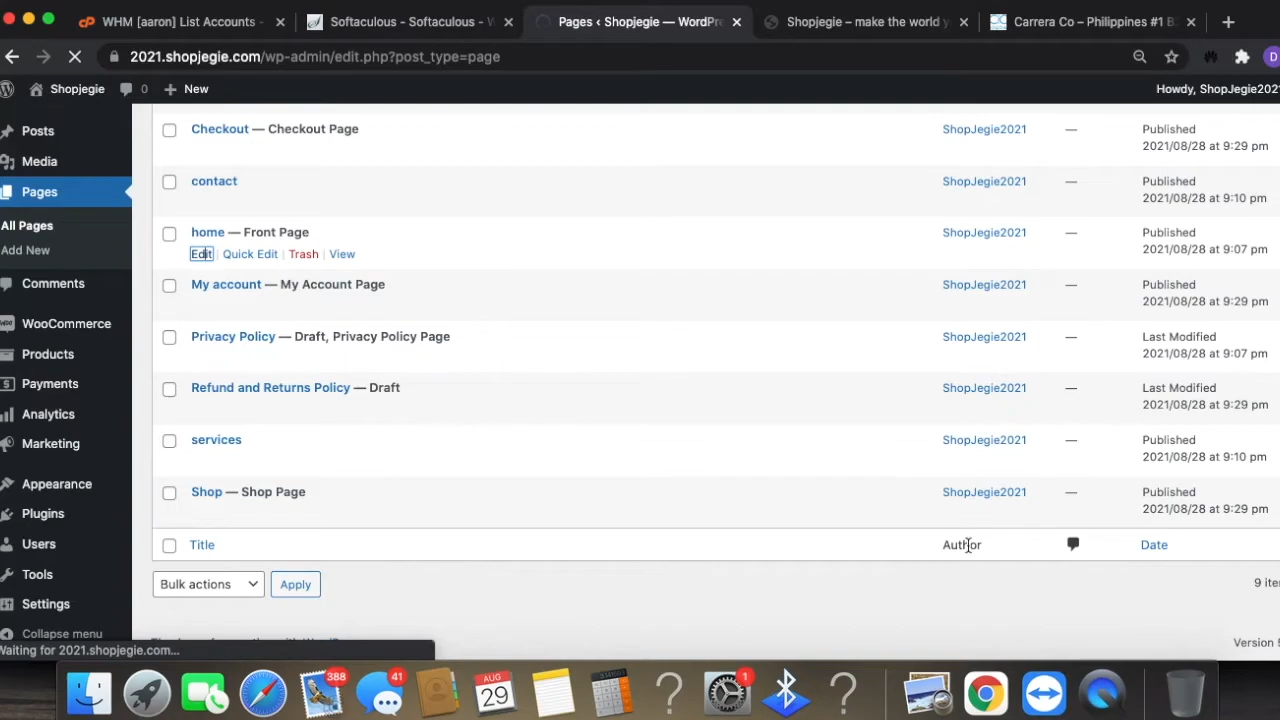 WHM [aaron] List Accounts -
Softaculous - Softaculous - W
Pages ‹ Shopjegie — WordPre
Shopjegie – make the world y
Carrera Co – Philippines #1 B
2021.shopjegie.com/wp-admin/edit.php?post_type=page
Shopjegie
0
New
Howdy, ShopJegie2021
Posts
Media
Pages
All Pages
Add New
Comments
WooCommerce
Products
Payments
Analytics
Marketing
Appearance
Plugins
Users
Tools
Settings
Collapse menu
Checkout — Checkout Page
ShopJegie2021
—
Published
2021/08/28 at 9:29 pm
contact
ShopJegie2021
—
Published
2021/08/28 at 9:10 pm
home — Front Page
Edit | Quick Edit | Trash | View
ShopJegie2021
—
Published
2021/08/28 at 9:07 pm
My account — My Account Page
ShopJegie2021
—
Published
2021/08/28 at 9:29 pm
Privacy Policy — Draft, Privacy Policy Page
ShopJegie2021
—
Last Modified
2021/08/28 at 9:07 pm
Refund and Returns Policy — Draft
ShopJegie2021
—
Last Modified
2021/08/28 at 9:29 pm
services
ShopJegie2021
—
Published
2021/08/28 at 9:10 pm
Shop — Shop Page
ShopJegie2021
—
Published
2021/08/28 at 9:29 pm
Title
Author
Date
Bulk actions
Apply
9 ite
Version 5
Waiting for 2021.shopjegie.com...
388
41
AUG
29
1